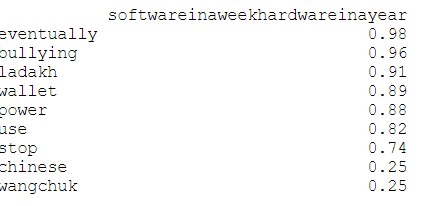 softwareinaweekhardwareinayear
eventually 0.98
bullying 0.96
ladakh 0.91
wallet 0.89
power 0.88
use 0.82
stop 0.74
chinese 0.25
wangchuk 0.25